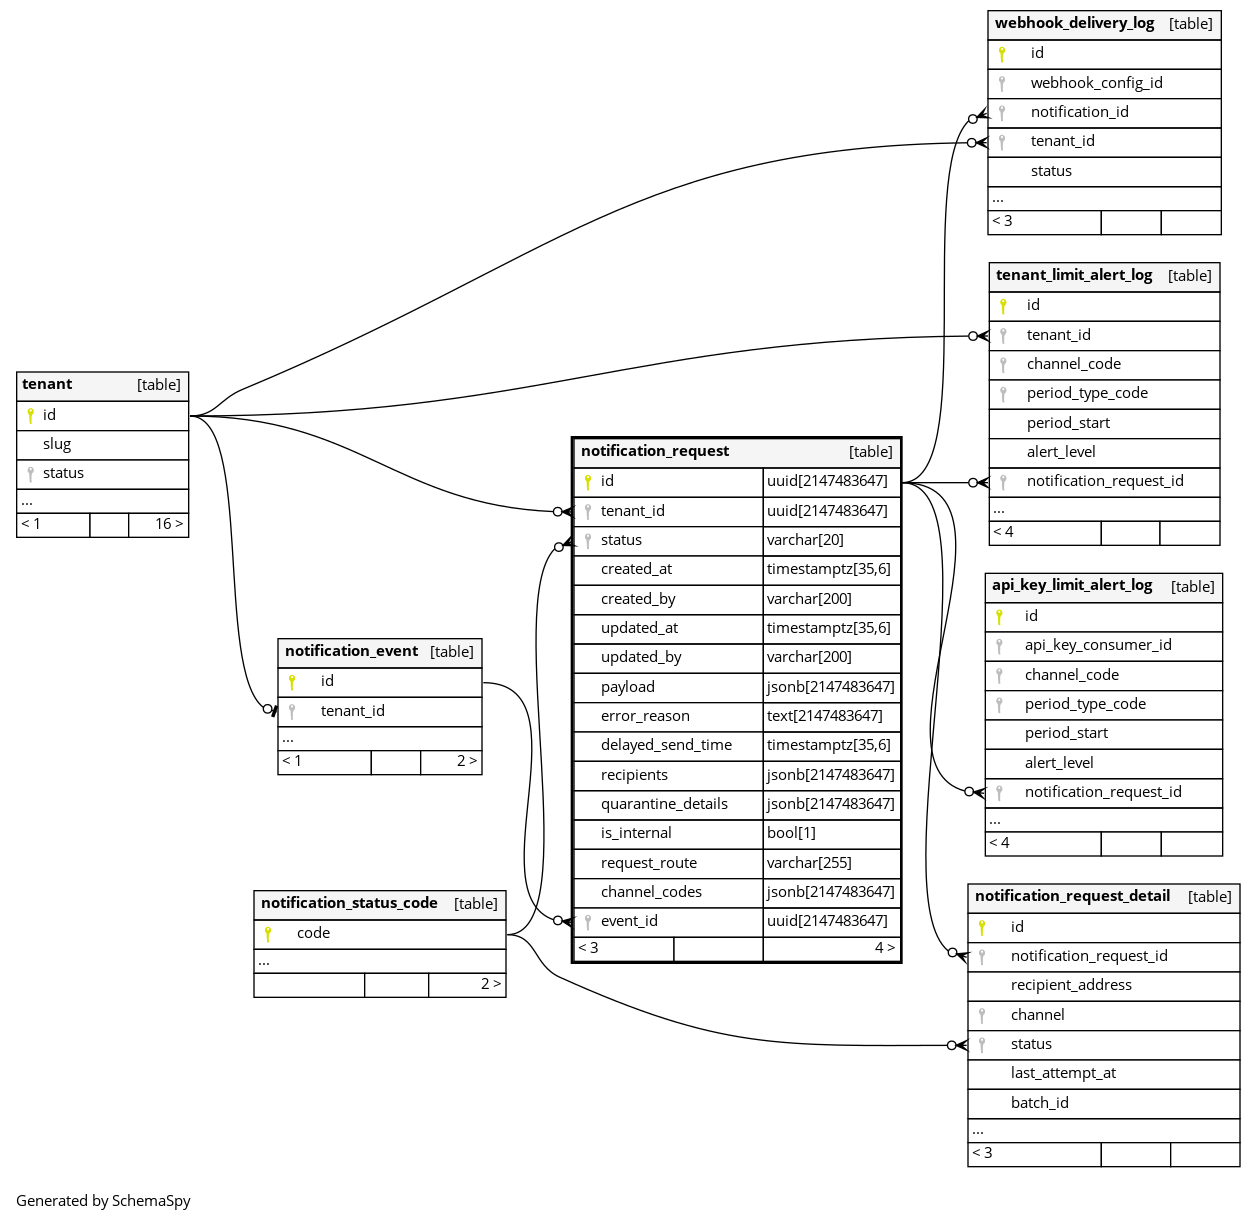 webhook_delivery_log [table]
id
webhook_config_id
notification_id
tenant_id
status
...
< 3
tenant_limit_alert_log [table]
id
tenant_id
channel_code
period_type_code
period_start
alert_level
notification_request_id
...
< 4
tenant [table]
id
slug
status
...
< 1 16 >
notification_request [table]
id uuid[2147483647]
tenant_id uuid[2147483647]
status varchar[20]
created_at timestamptz[35,6]
created_by varchar[200]
updated_at timestamptz[35,6]
updated_by varchar[200]
payload jsonb[2147483647]
error_reason text[2147483647]
delayed_send_time timestamptz[35,6]
recipients jsonb[2147483647]
quarantine_details jsonb[2147483647]
is_internal bool[1]
request_route varchar[255]
channel_codes jsonb[2147483647]
event_id uuid[2147483647]
< 3 4 >
api_key_limit_alert_log [table]
id
api_key_consumer_id
channel_code
period_type_code
period_start
alert_level
notification_request_id
...
< 4
notification_event [table]
id
tenant_id
...
< 1 2 >
notification_status_code [table]
code
...
2 >
notification_request_detail [table]
id
notification_request_id
recipient_address
channel
status
last_attempt_at
batch_id
...
< 3
Generated by SchemaSpy